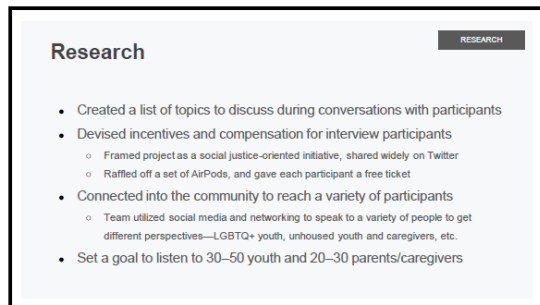 RESEARCH
Research
• Created a list of topics to discuss during conversations with participants
• Devised incentives and compensation for interview participants
○ Framed project as a social justice-oriented initiative, shared widely on Twitter
○ Raffled off a set of AirPods, and gave each participant a free ticket
• Connected into the community to reach a variety of participants
○ Team utilized social media and networking to speak to a variety of people to get
different perspectives—LGBTQ+ youth, unhoused youth and caregivers, etc.
• Set a goal to listen to 30–50 youth and 20–30 parents/caregivers